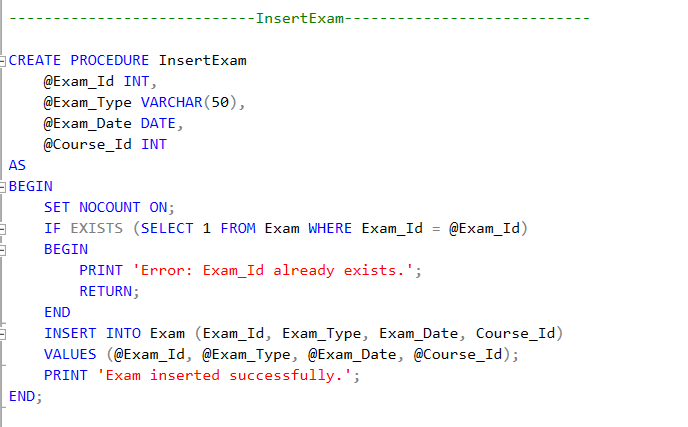 ----------------------------InsertExam----------------------------
CREATE PROCEDURE InsertExam
    @Exam_Id INT,
    @Exam_Type VARCHAR(50),
    @Exam_Date DATE,
    @Course_Id INT
AS
BEGIN
    SET NOCOUNT ON;
    IF EXISTS (SELECT 1 FROM Exam WHERE Exam_Id = @Exam_Id)
    BEGIN
        PRINT 'Error: Exam_Id already exists.';
        RETURN;
    END
    INSERT INTO Exam (Exam_Id, Exam_Type, Exam_Date, Course_Id)
    VALUES (@Exam_Id, @Exam_Type, @Exam_Date, @Course_Id);
    PRINT 'Exam inserted successfully.';
END;